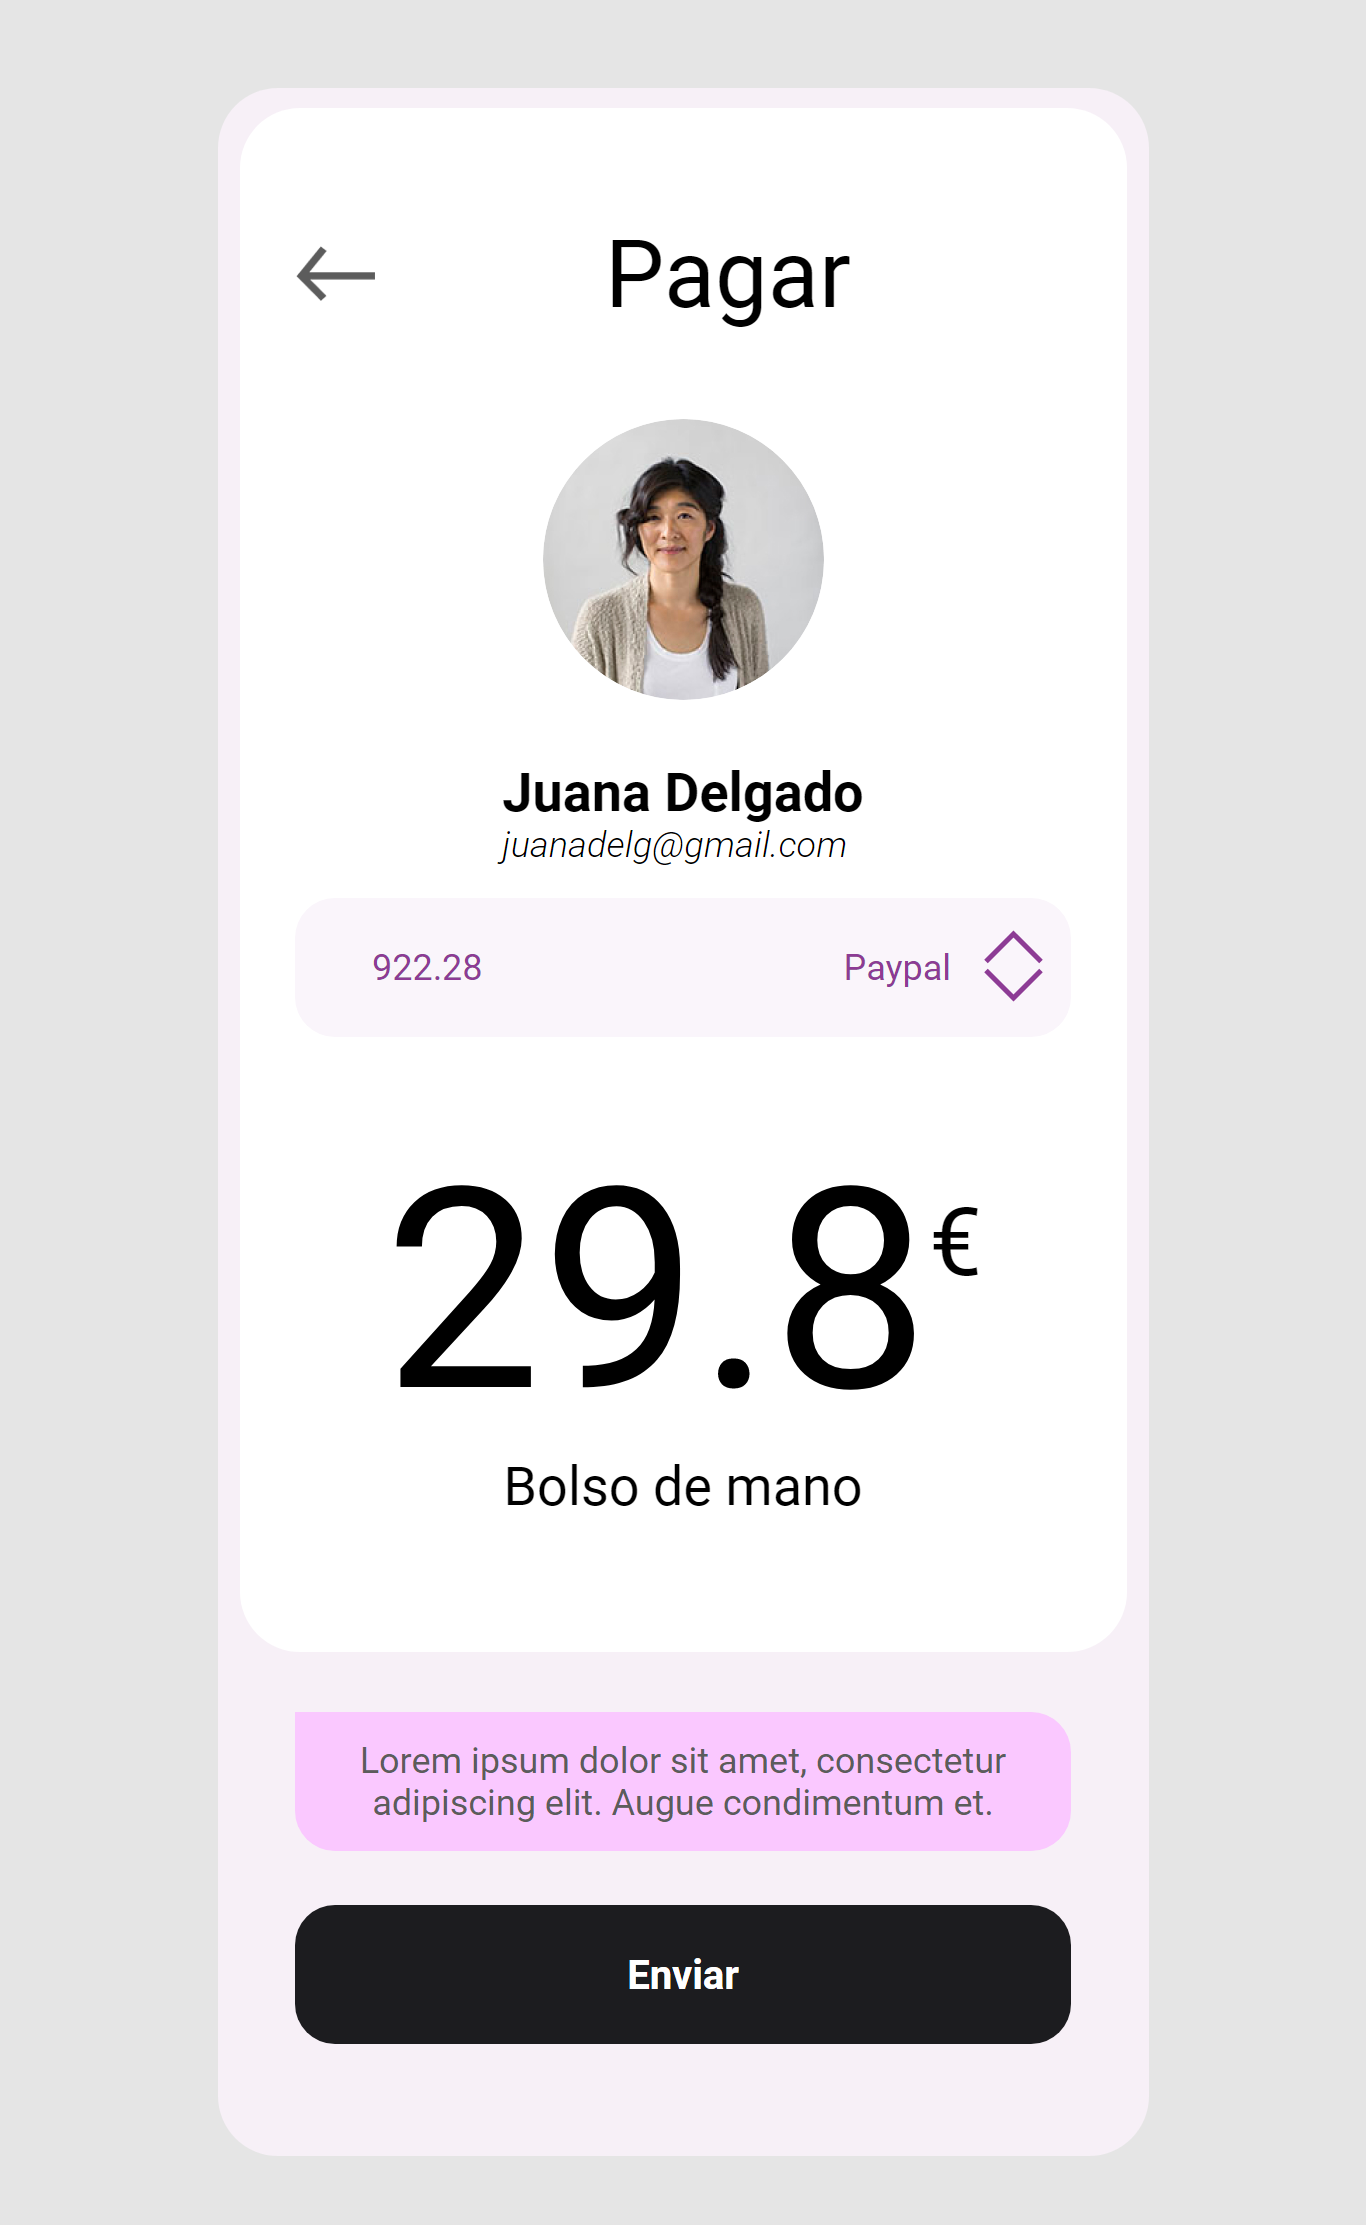 Pagar
Juana Delgado
juanadelg@gmail.com
922.28 Paypal
29.8 €
Bolso de mano
Lorem ipsum dolor sit amet, consectetur
adipiscing elit. Augue condimentum et.
Enviar